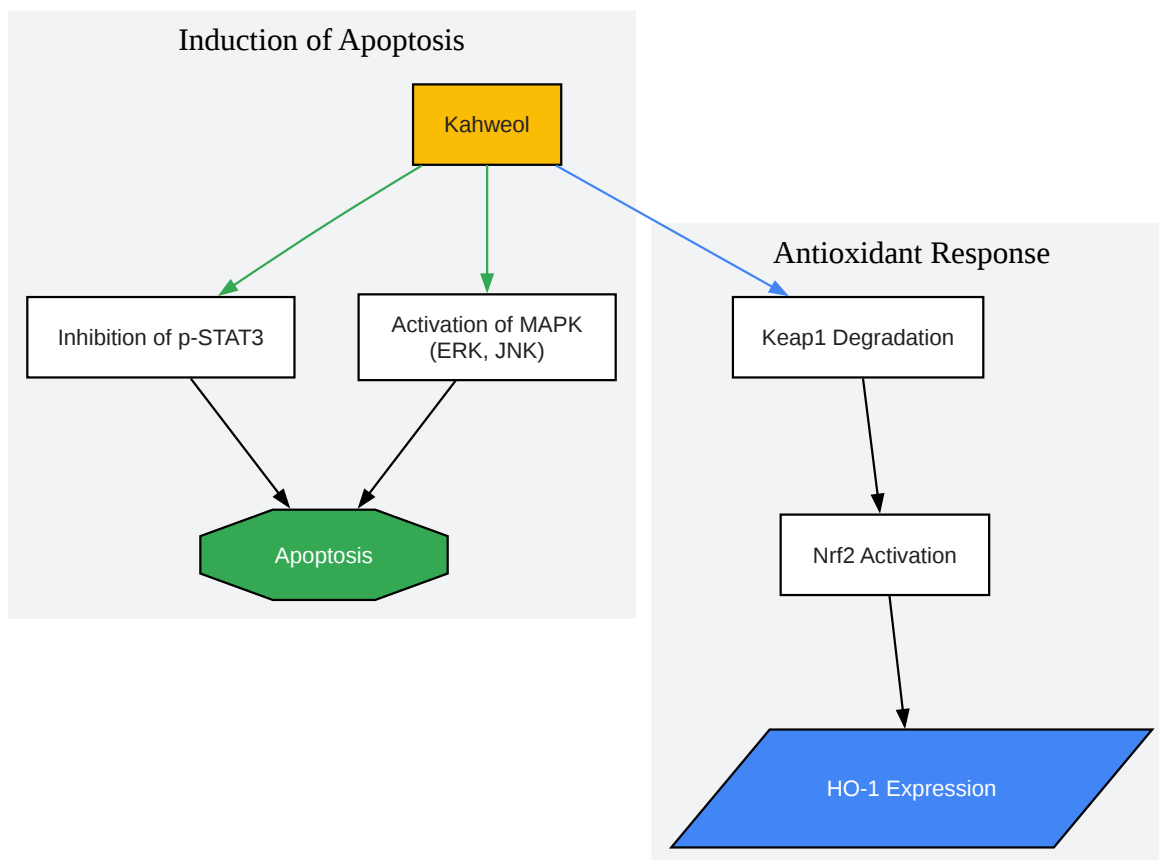 Induction of Apoptosis
Kahweol
Inhibition of p-STAT3
Activation of MAPK
(ERK, JNK)
Apoptosis
Antioxidant Response
Keap1 Degradation
Nrf2 Activation
HO-1 Expression